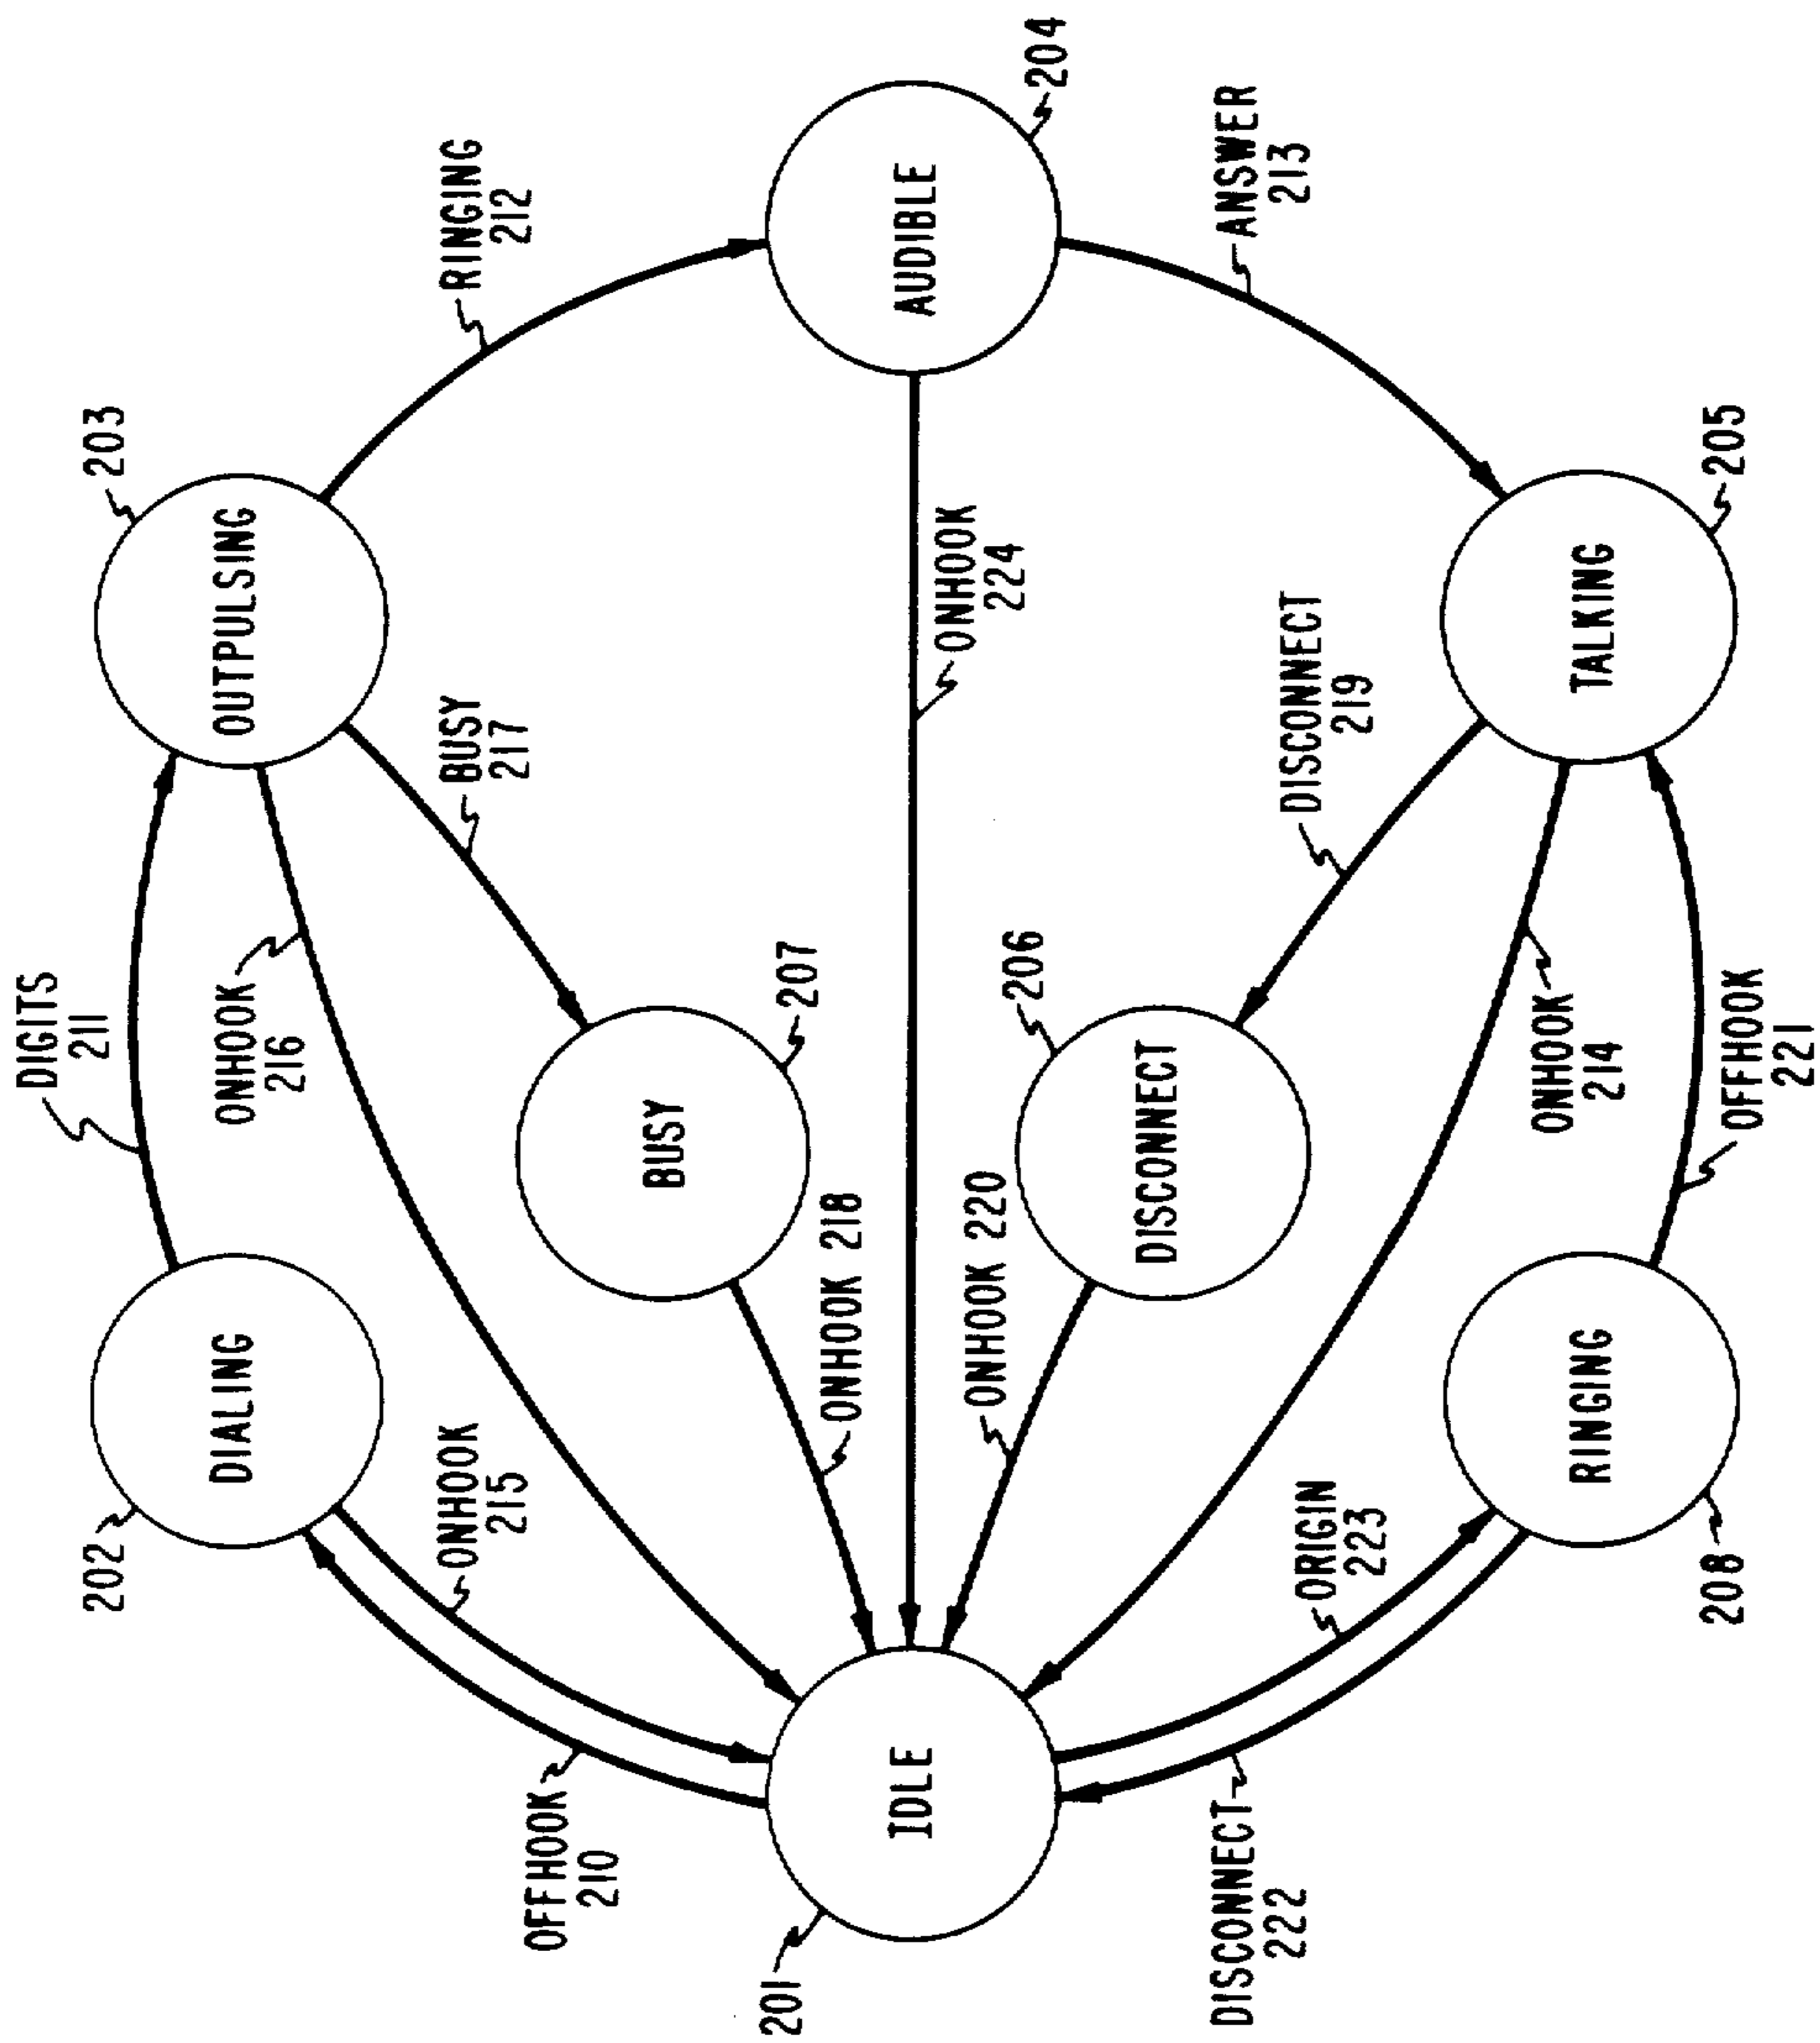 DIGITS
211
202
DIALING
203
OUTPULSING
ONHOOK
216
ONHOOK
215
BUSY
217
RINGING
212
OFFHOOK
210
BUSY
207
ONHOOK 218
201
IDLE
AUDIBLE
204
ONHOOK
224
ONHOOK 220
206
DISCONNECT
DISCONNECT
219
ANSWER
213
DISCONNECT
222
ORIGIN
223
ONHOOK
214
RINGING
208
TALKING
205
OFFHOOK
221